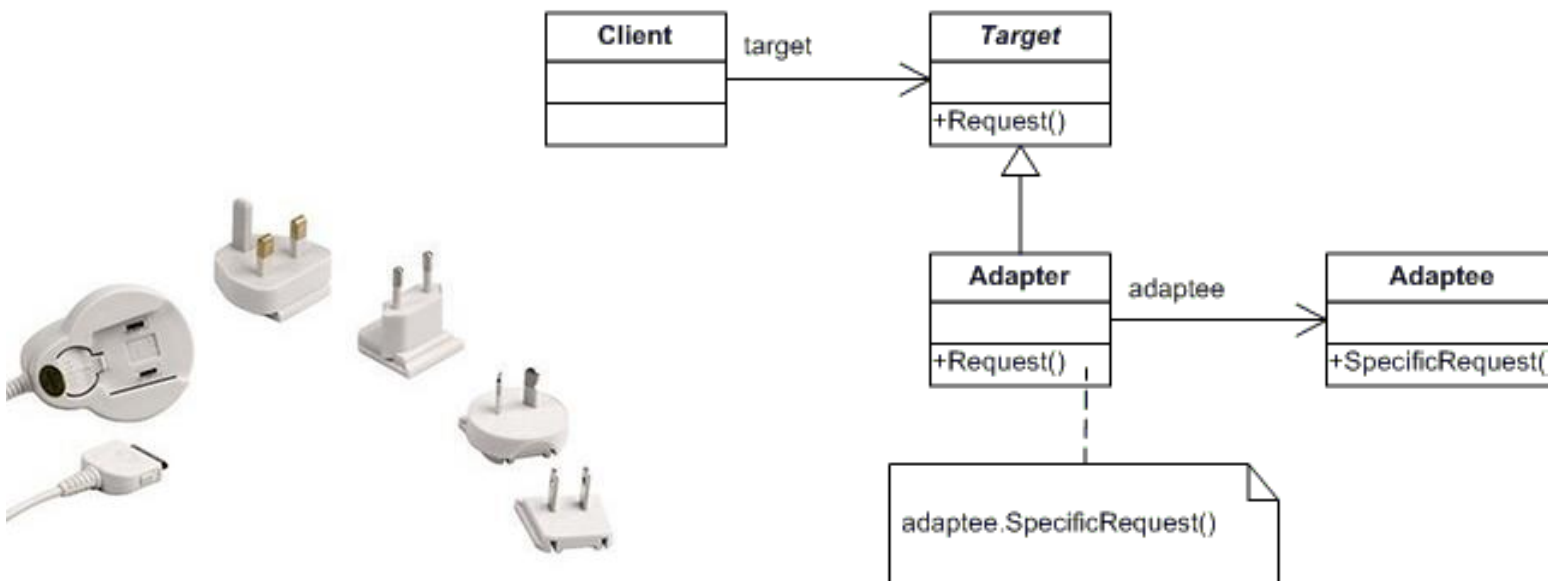 Client
target
Target
+Request()
Adapter
adaptee
Adaptee
+Request()
+SpecificRequest()
adaptee.SpecificRequest()